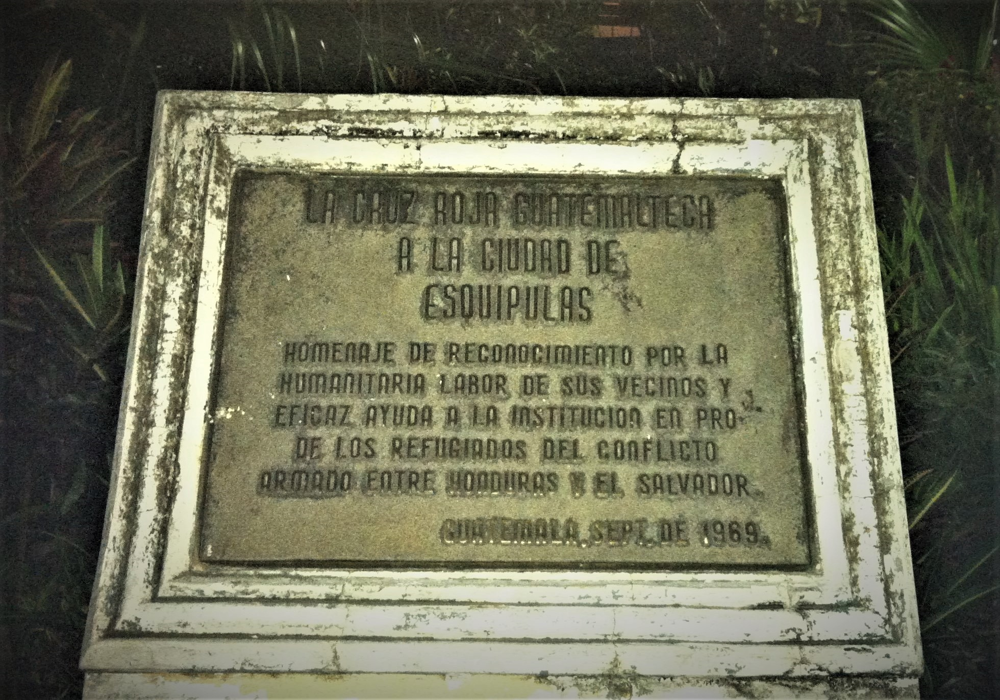 LA CRUZ ROJA GUATEMALTECA
A LA CIUDAD DE
ESQUIPULAS
HOMENAJE DE RECONOCIMIENTO POR LA
HUMANITARIA LABOR DE SUS VECINOS Y
EFICAZ AYUDA A LA INSTITUCION EN PRO
DE LOS REFUGIADOS DEL CONFLICTO
ARMADO ENTRE HONDURAS Y EL SALVADOR.
GUATEMALA, SEPT. DE 1969.